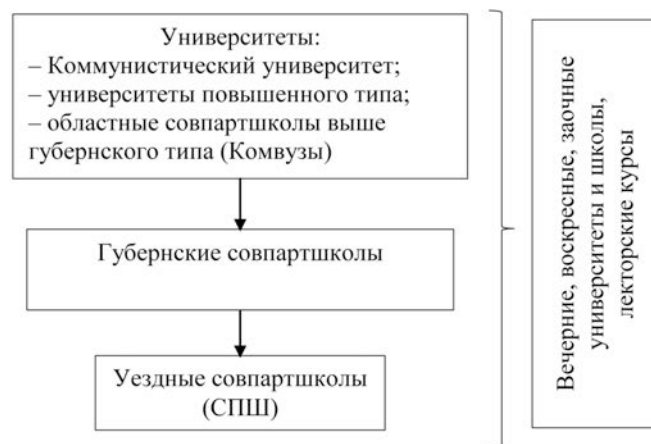 Университеты:
– Коммунистический университет;
– университеты повышенного типа;
– областные совпартшколы выше
губернского типа (Комвузы)
Губернские совпартшколы
Уездные совпартшколы
(СПШ)
Вечерние, воскресные, заочные
университеты и школы,
лекторские курсы